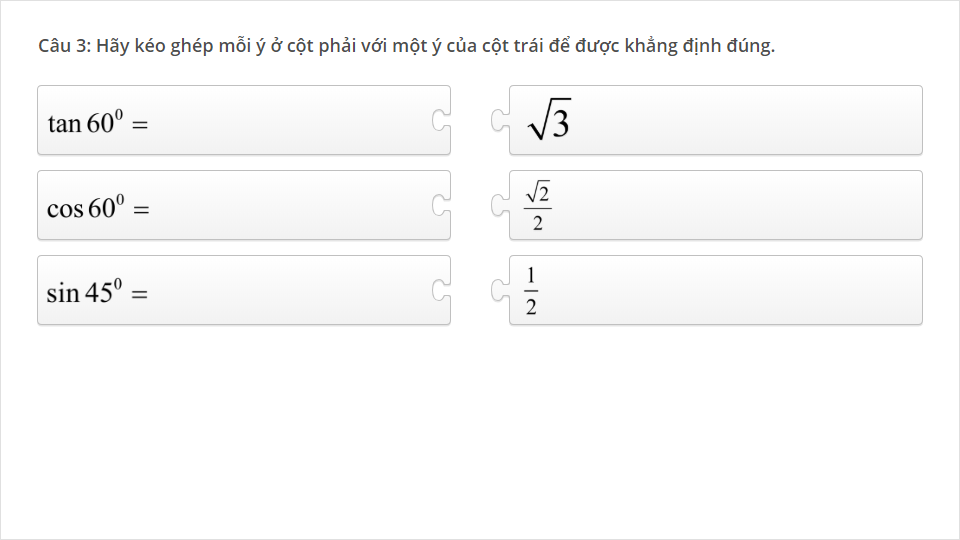 Câu 3: Hãy kéo ghép mỗi ý ở cột phải với một ý của cột trái để được khẳng định đúng.
tan 60⁰ =
√3
cos 60⁰ =
√2/2
sin 45⁰ =
1/2